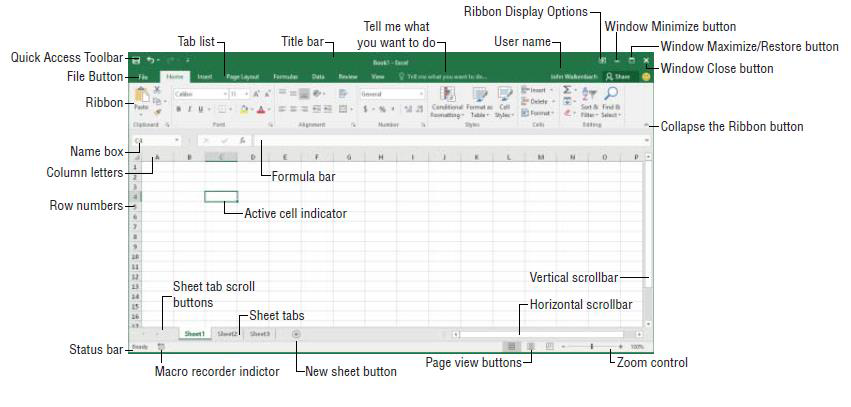 Ribbon Display Options
Tell me what
you want to do
Window Minimize button
Quick Access Toolbar
Tab list
Title bar
User name
Window Maximize/Restore button
Book1 - Excel
Window Close button
File Button
File Home Insert Page Layout Formulas Data Review View Tell me what you want to do... John Walkenbach Share
Ribbon
Paste
Calibri 11 A A
General
Insert
Delete
Format
B I U A
$ % ,
Conditional Format as Cell
Formatting Table Styles
Sort & Find &
Filter Select
Clipboard Font Alignment Number Styles Cells Editing
Collapse the Ribbon button
Name box
C4
fx
Column letters
A B C D E F G H I J K L M N O P
Formula bar
Row numbers
1
2
3
4
5
6
7
8
9
10
11
12
13
14
15
16
17
Active cell indicator
Vertical scrollbar
Sheet tab scroll
buttons
Horizontal scrollbar
Sheet tabs
Sheet1 Sheet2 Sheet3
Status bar
Ready
100%
Macro recorder indictor
New sheet button
Page view buttons
Zoom control